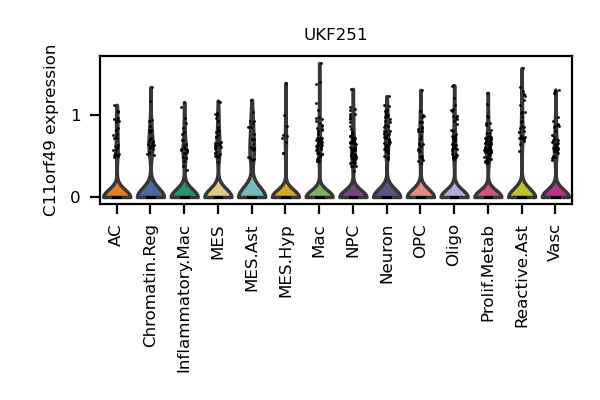 UKF251
C11orf49 expression
1
0
AC
Chromatin.Reg
Inflammatory.Mac
MES
MES.Ast
MES.Hyp
Mac
NPC
Neuron
OPC
Oligo
Prolif.Metab
Reactive.Ast
Vasc